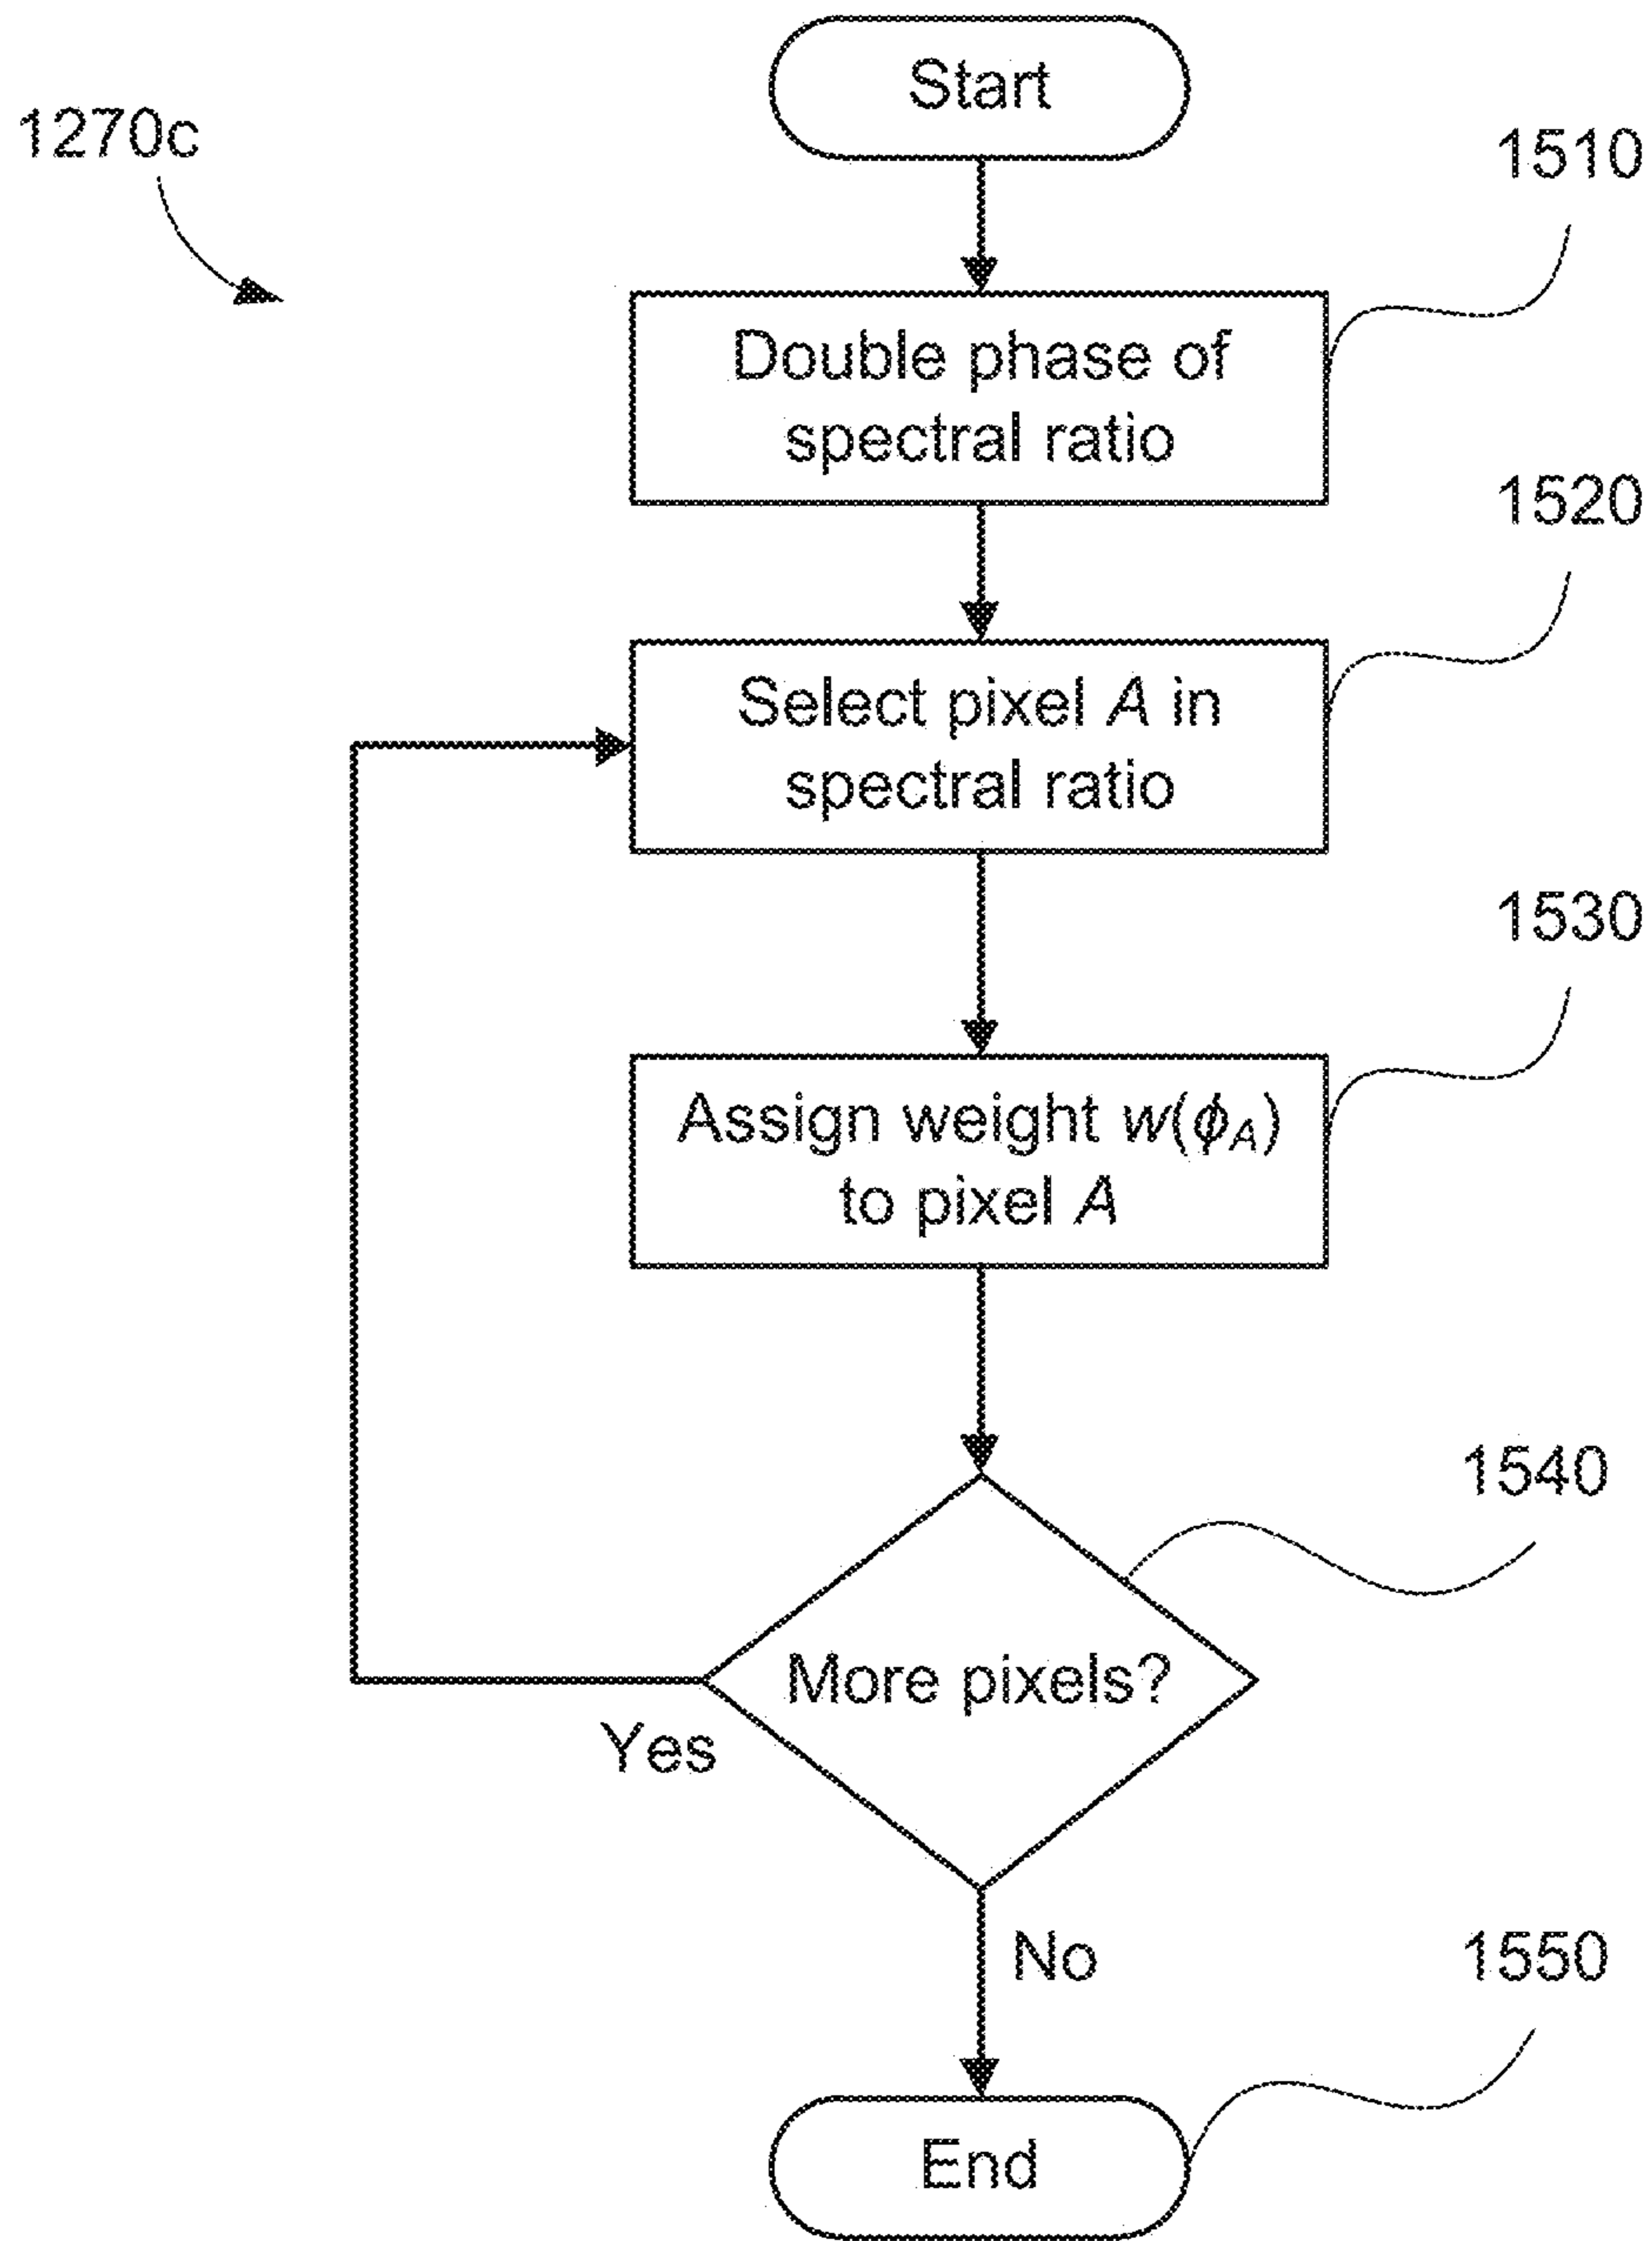 Start
1270c
1510
Double phase of
spectral ratio
1520
Select pixel A in
spectral ratio
1530
Assign weight w(ϕA)
to pixel A
1540
More pixels?
Yes
No
1550
End